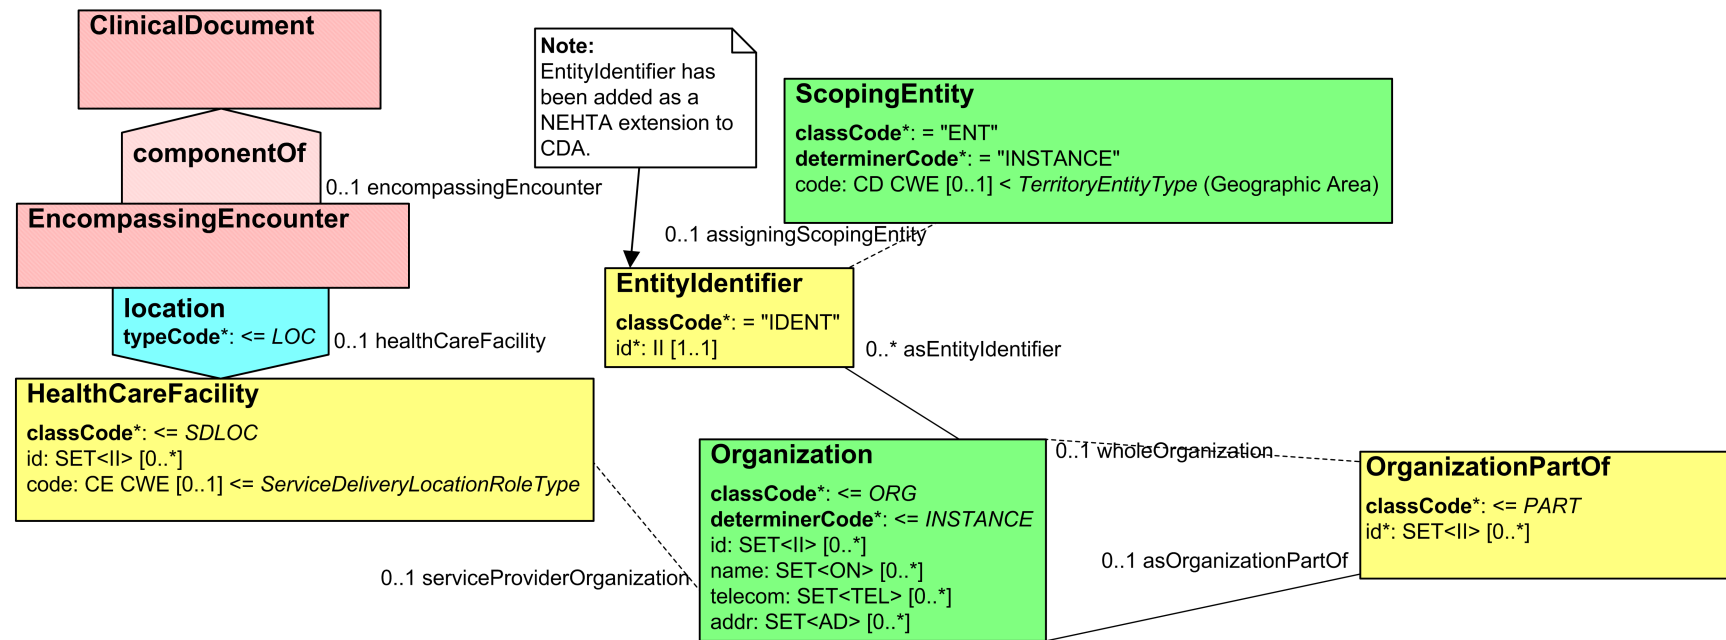 ClinicalDocument
componentOf
0..1 encompassingEncounter
EncompassingEncounter
location
typeCode*: <= LOC
0..1 healthCareFacility
HealthCareFacility
classCode*: <= SDLOC
id: SET<II> [0..*]
code: CE CWE [0..1] <= ServiceDeliveryLocationRoleType
Note:
EntityIdentifier has
been added as a
NEHTA extension to
CDA.
ScopingEntity
classCode*: = "ENT"
determinerCode*: = "INSTANCE"
code: CD CWE [0..1] < TerritoryEntityType (Geographic Area)
0..1 assigningScopingEntity
EntityIdentifier
classCode*: = "IDENT"
id*: II [1..1]
0..* asEntityIdentifier
Organization
classCode*: <= ORG
determinerCode*: <= INSTANCE
id: SET<II> [0..*]
name: SET<ON> [0..*]
telecom: SET<TEL> [0..*]
addr: SET<AD> [0..*]
0..1 serviceProviderOrganization
0..1 wholeOrganization
OrganizationPartOf
classCode*: <= PART
id*: SET<II> [0..*]
0..1 asOrganizationPartOf